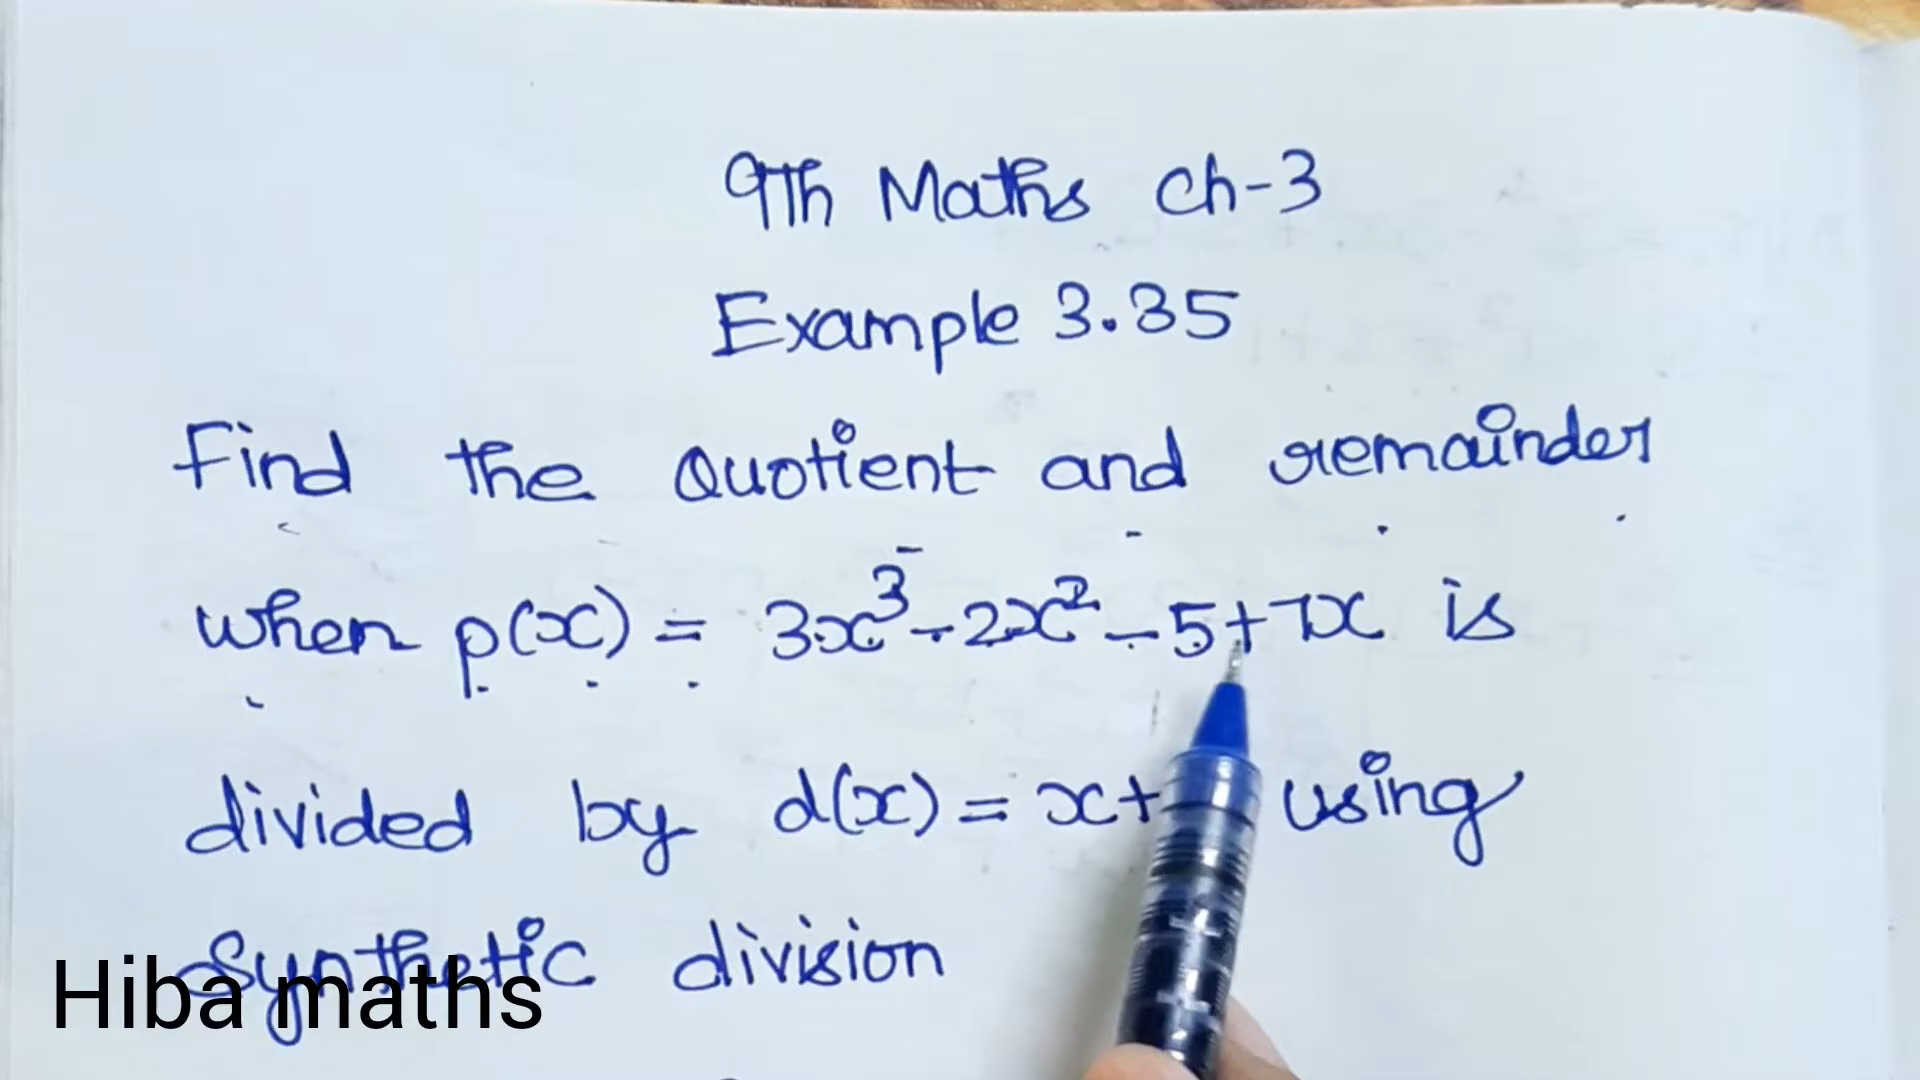 9Th Maths Ch-3
Example 3.35
Find the Quotient and remainder
when p(x) = 3x³ - 2x² - 5 + 7x is
divided by d(x) = x+ using
Synthetic division
Hiba maths